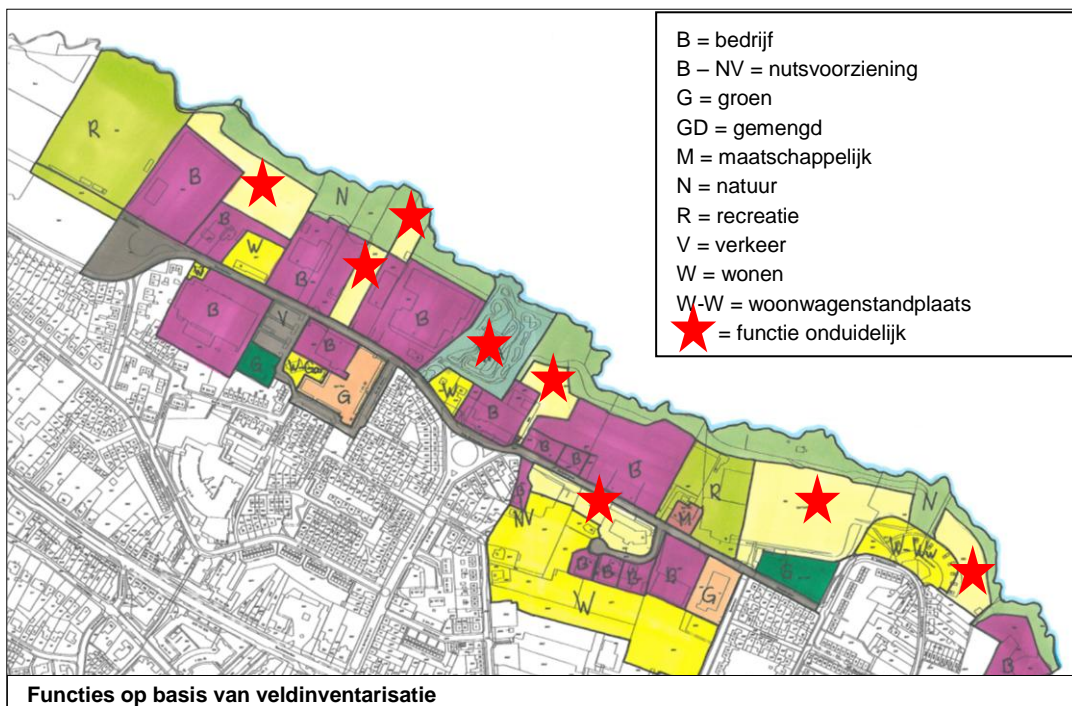 B = bedrijf
B – NV = nutsvoorziening
G = groen
GD = gemengd
M = maatschappelijk
N = natuur
R = recreatie
V = verkeer
W = wonen
W-W = woonwagenstandplaats
= functie onduidelijk
R
B
N
B
W
B
B
B
V
B
G
G
W
B
B
B
B
R
M
N
NV
B
B
B
B
B
G
G
W
W-WW
B
Functies op basis van veldinventarisatie